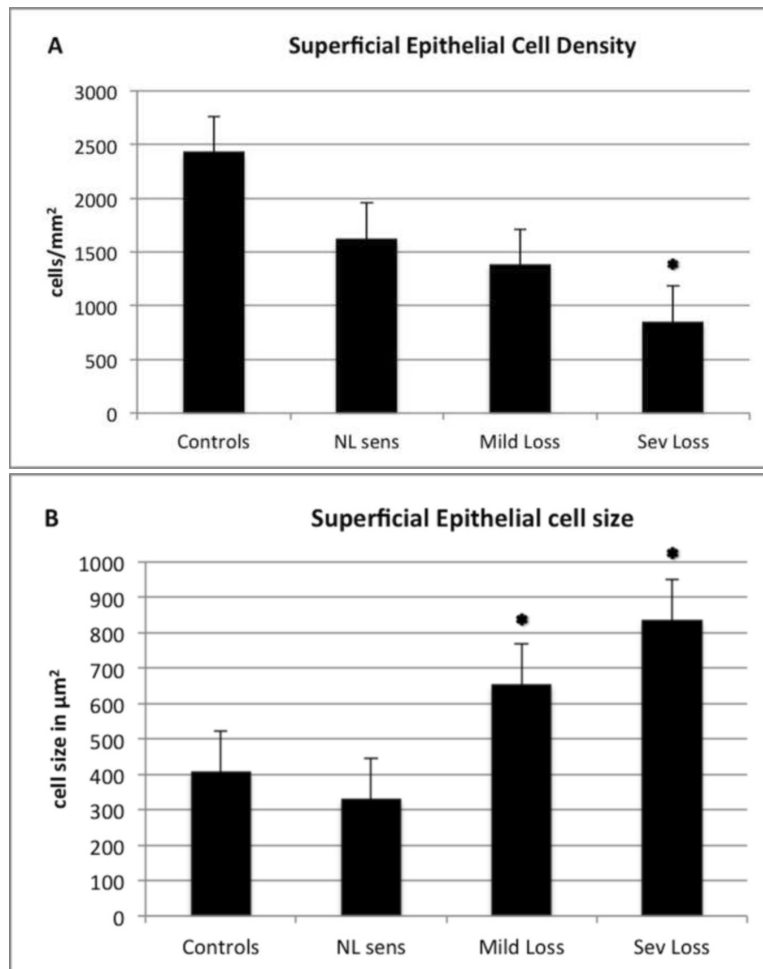 A
Superficial Epithelial Cell Density
3000
2500
2000
1500
1000
500
0
cells/mm²
*
Controls NL sens Mild Loss Sev Loss
B
Superficial Epithelial cell size
1000
900
800
700
600
500
400
300
200
100
0
cell size in µm²
*
*
Controls NL sens Mild Loss Sev Loss